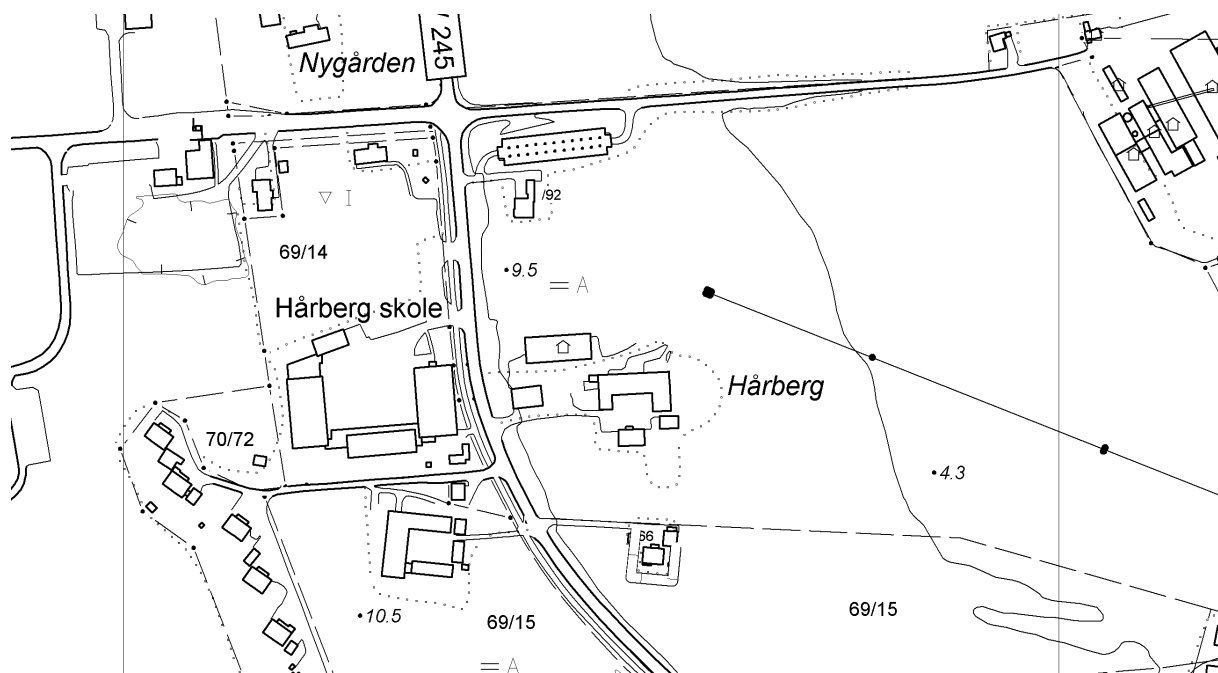 V 245
Nygården
I
/92
69/14
9.5
= A
Hårberg skole
Hårberg
70/72
4.3
66
10.5
69/15
69/15
= A